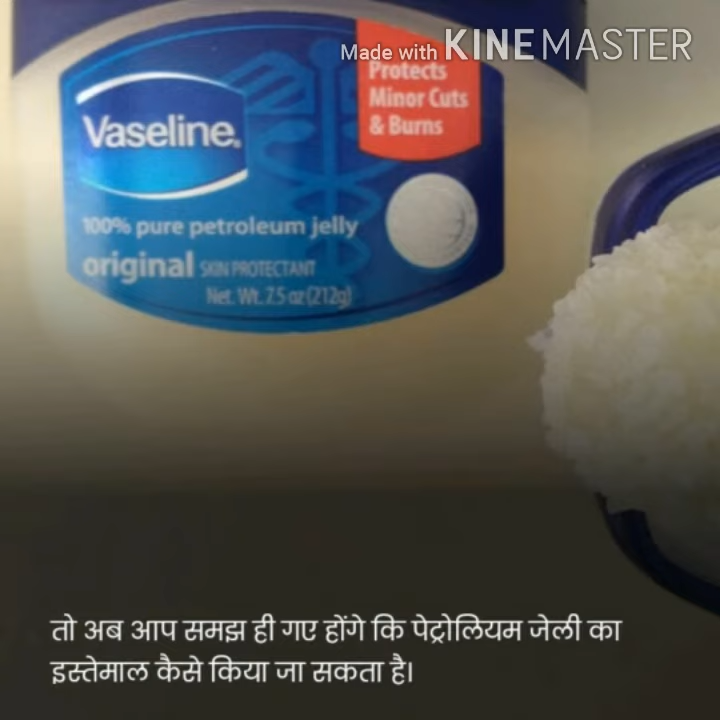 Made with KINEMASTER
Protects
Minor Cuts
& Burns
Vaseline.
100% pure petroleum jelly
original SKIN PROTECTANT
Net. Wt. 7.5 oz (212g)
तो अब आप समझ ही गए होंगे कि पेट्रोलियम जेली का
इस्तेमाल कैसे किया जा सकता है।